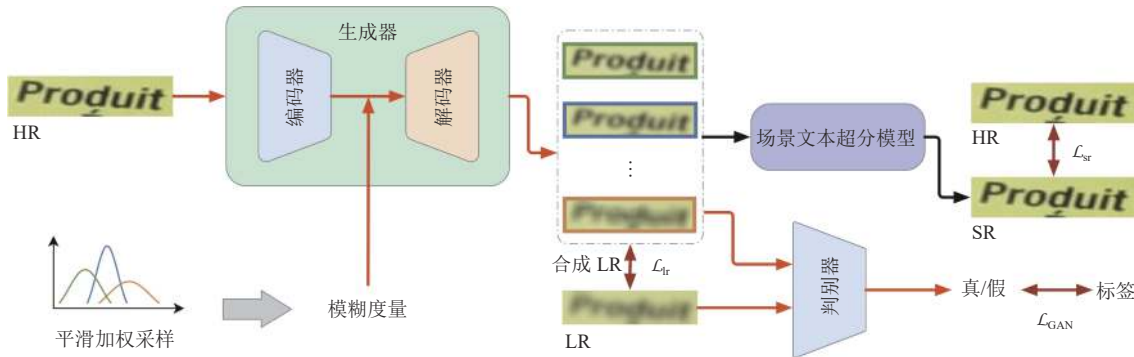 生成器
编码器
解码器
Produit
HR
Produit
Produit
⋮
Produit
合成 LR
ℒlr
Produit
LR
场景文本超分模型
Produit
HR
ℒsr
Produit
SR
判别器
真/假
标签
ℒGAN
模糊度量
平滑加权采样